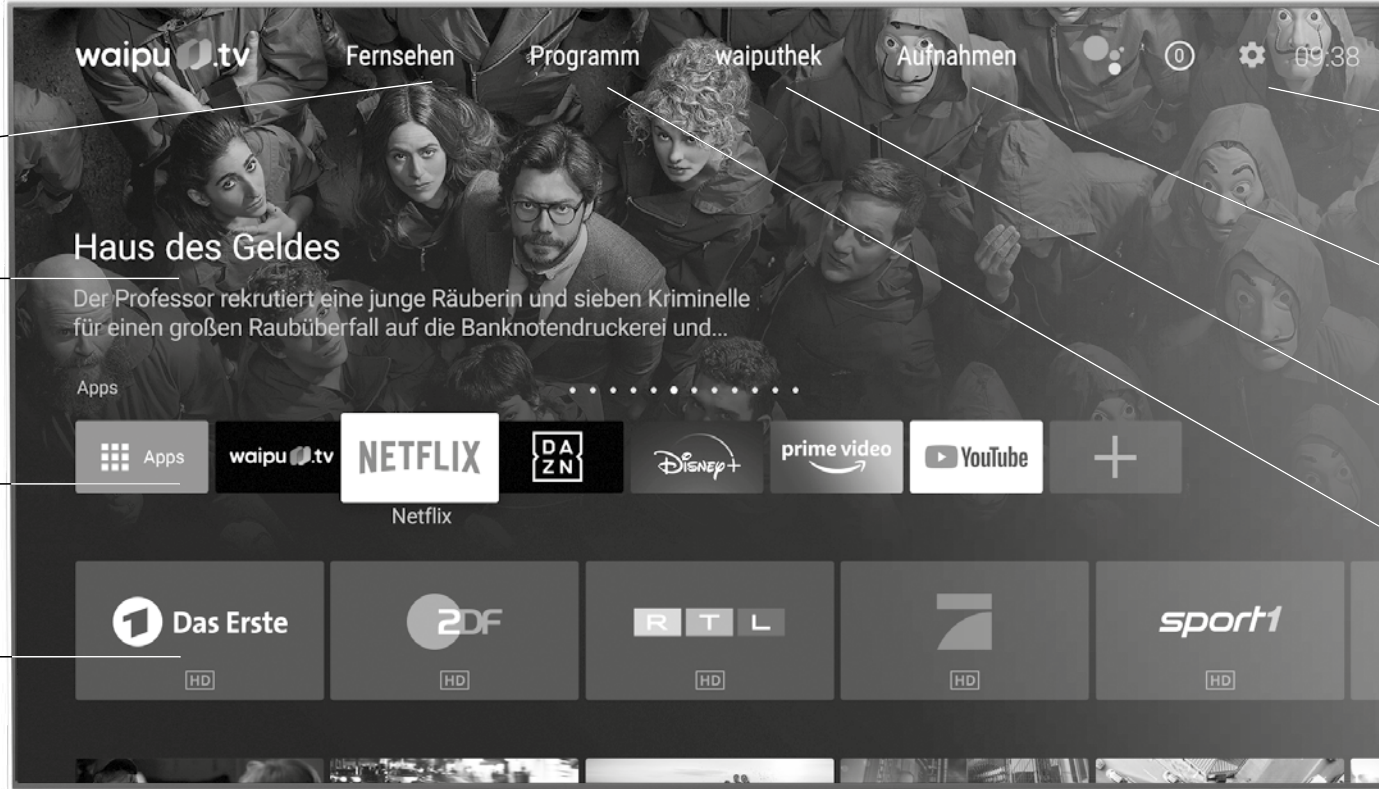 waipu.tv Fernsehen Programm waiputhek Aufnahmen 0 09:38
Haus des Geldes
Der Professor rekrutiert eine junge Räuberin und sieben Kriminelle
für einen großen Raubüberfall auf die Banknotendruckerei und...
Apps
Apps waipu.tv NETFLIX DAZN Disney+ prime video YouTube
Netflix
1 Das Erste 2DF RTL 7 sport1
HD HD HD HD HD